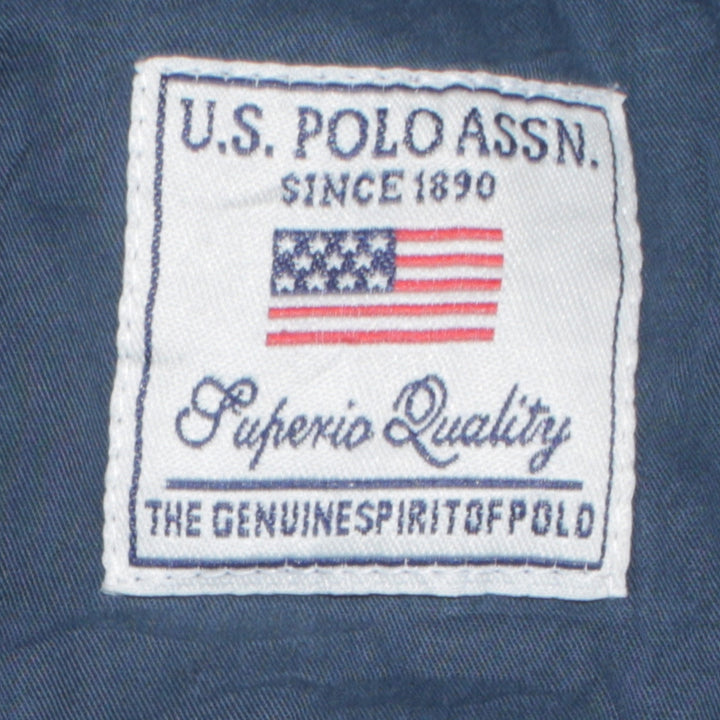 U.S. POLO ASSN.
SINCE 1890
Superio Quality
THE GENUINESPIRITOFPOLO